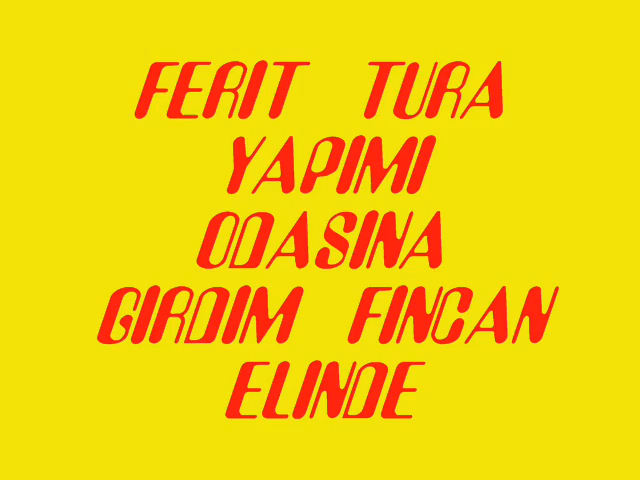 FERIT TURA
YAPIMI
ODASINA
GIRDIM FINCAN
ELINDE